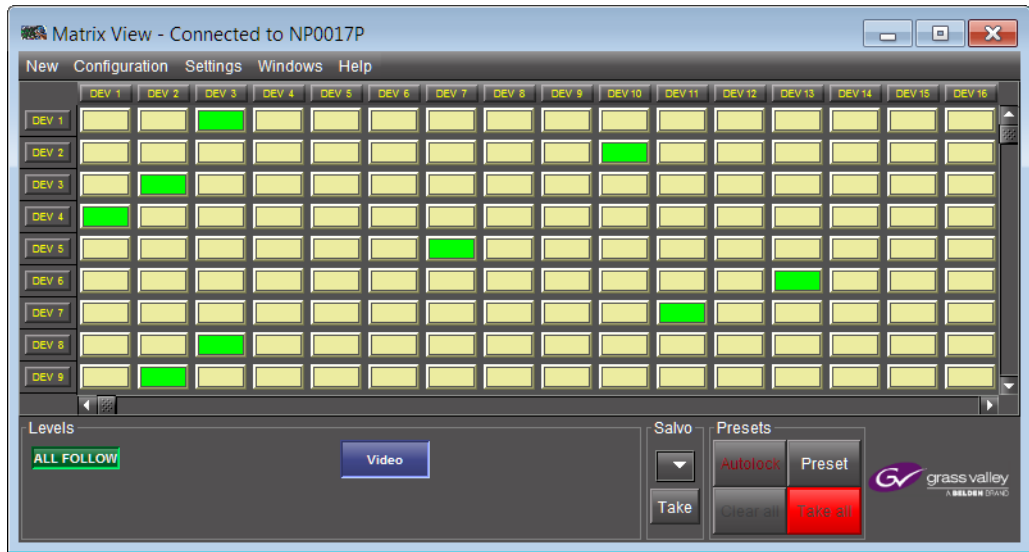 Matrix View - Connected to NP0017P
New Configuration Settings Windows Help
DEV 1 DEV 2 DEV 3 DEV 4 DEV 5 DEV 6 DEV 7 DEV 8 DEV 9 DEV 10 DEV 11 DEV 12 DEV 13 DEV 14 DEV 15 DEV 16
DEV 1
DEV 2
DEV 3
DEV 4
DEV 5
DEV 6
DEV 7
DEV 8
DEV 9
Levels Salvo Presets
ALL FOLLOW Video Autolock Preset
Take Clear all Take all
GV grass valley
A BELDEN BRAND